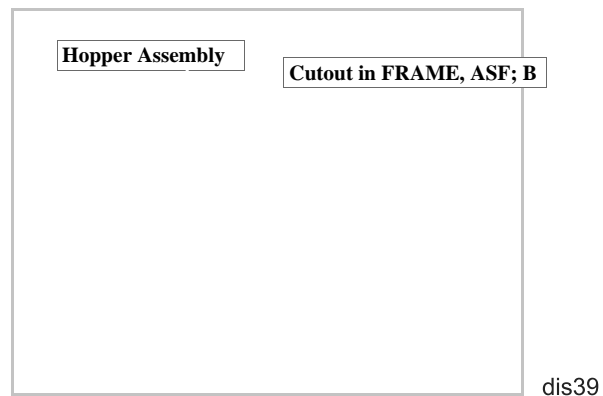 Hopper Assembly
Cutout in FRAME, ASF; B
dis39